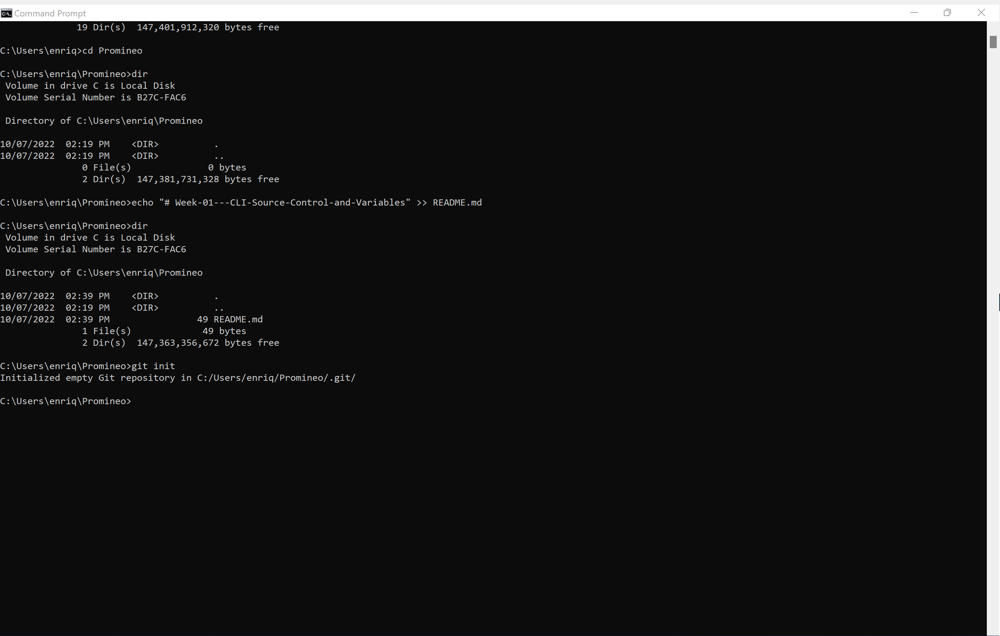 Command Prompt
              19 Dir(s)  147,401,912,320 bytes free
C:\Users\enriq>cd Promineo
C:\Users\enriq\Promineo>dir
 Volume in drive C is Local Disk
 Volume Serial Number is B27C-FAC6
 Directory of C:\Users\enriq\Promineo
10/07/2022  02:19 PM    <DIR>          .
10/07/2022  02:19 PM    <DIR>          ..
               0 File(s)              0 bytes
               2 Dir(s)  147,381,731,328 bytes free
C:\Users\enriq\Promineo>echo "# Week-01---CLI-Source-Control-and-Variables" >> README.md
C:\Users\enriq\Promineo>dir
 Volume in drive C is Local Disk
 Volume Serial Number is B27C-FAC6
 Directory of C:\Users\enriq\Promineo
10/07/2022  02:39 PM    <DIR>          .
10/07/2022  02:19 PM    <DIR>          ..
10/07/2022  02:39 PM                49 README.md
               1 File(s)             49 bytes
               2 Dir(s)  147,363,356,672 bytes free
C:\Users\enriq\Promineo>git init
Initialized empty Git repository in C:/Users/enriq/Promineo/.git/
C:\Users\enriq\Promineo>